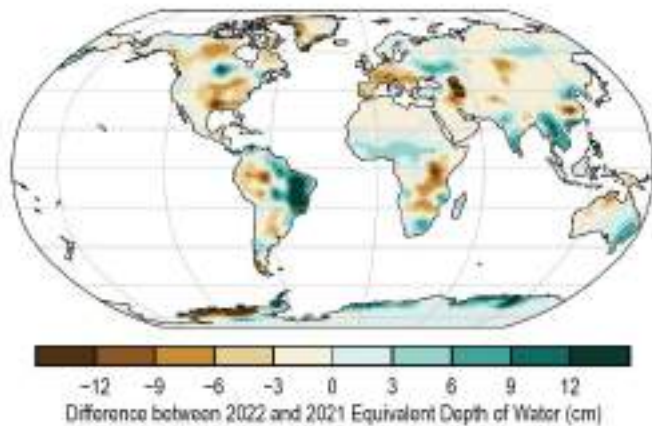 −12 −9 −6 −3 0 3 6 9 12
Difference between 2022 and 2021 Equivalent Depth of Water (cm)